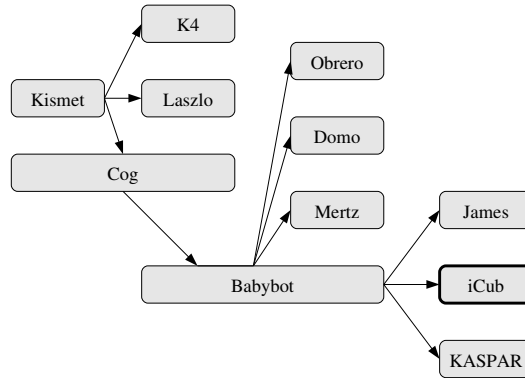 K4
Obrero
Kismet
Laszlo
Domo
Cog
Mertz
James
Babybot
iCub
KASPAR